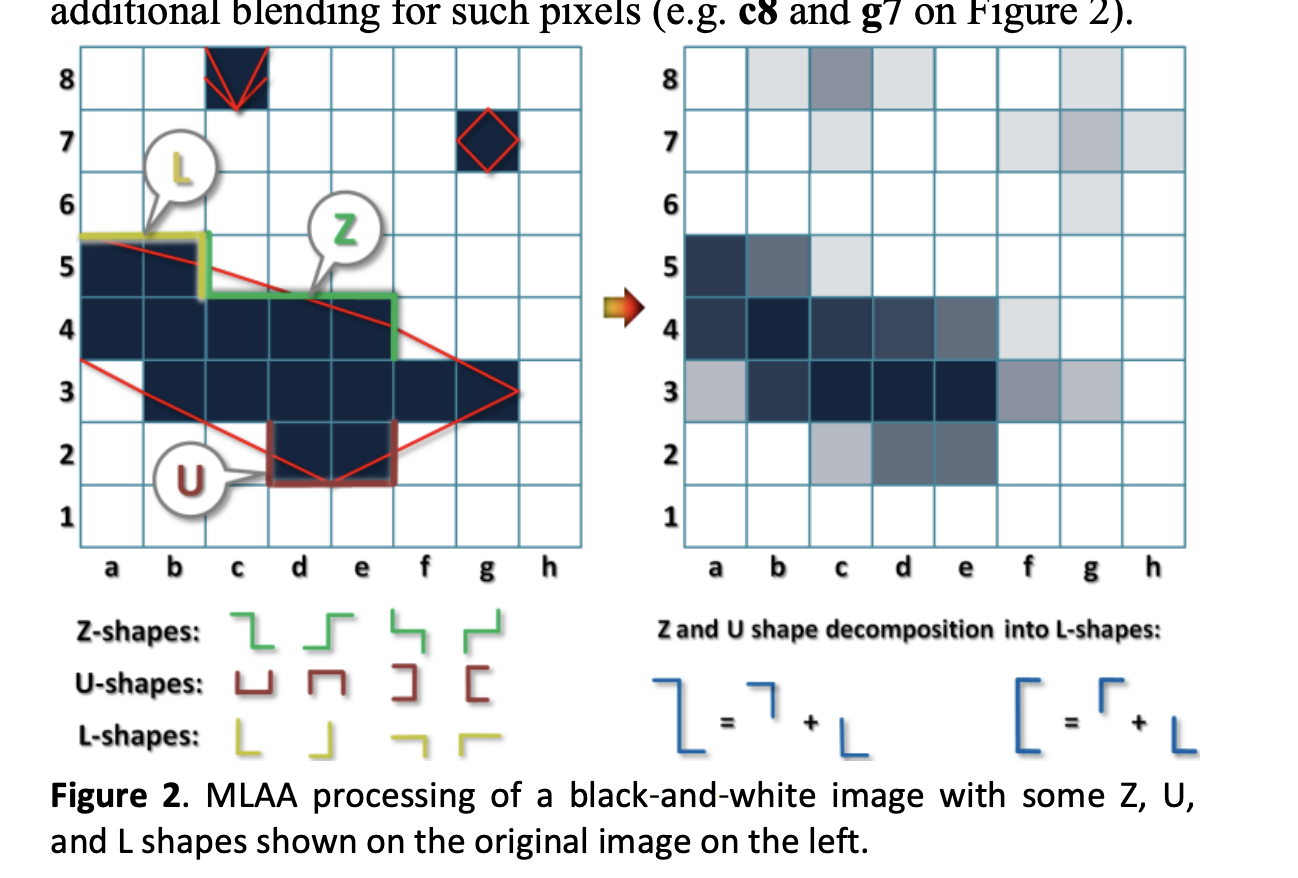 additional blending for such pixels (e.g. c8 and g7 on Figure 2).
8 8
7 7
L
6 6
Z
5 5
4 4
3 3
2 2
U
1 1
a b c d e f g h a b c d e f g h
Z-shapes: Z and U shape decomposition into L-shapes:
U-shapes:
= + = +
L-shapes:
Figure 2. MLAA processing of a black-and-white image with some Z, U,
and L shapes shown on the original image on the left.